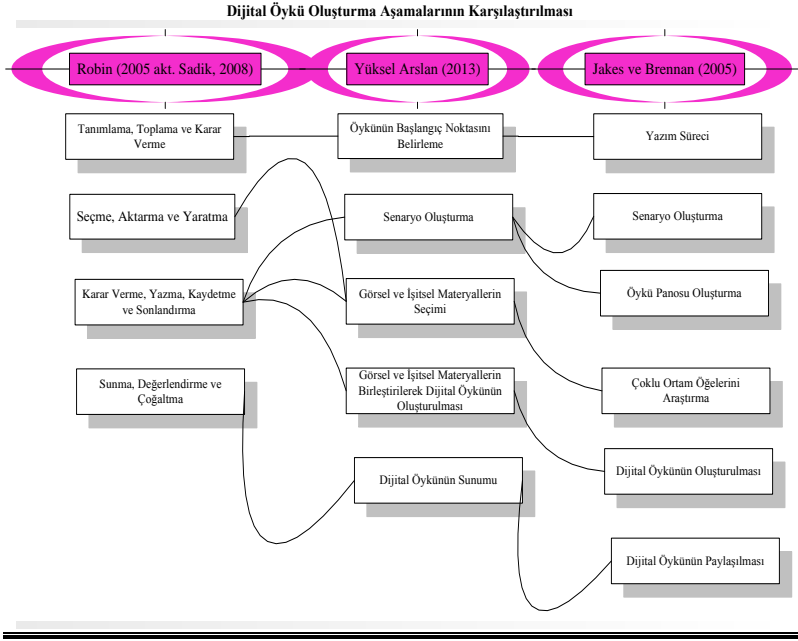 Dijital Öykü Oluşturma Aşamalarının Karşılaştırılması
Robin (2005 akt. Sadik, 2008)
Yüksel Arslan (2013)
Jakes ve Brennan (2005)
Tanımlama, Toplama ve Karar
Verme
Öykünün Başlangıç Noktasını
Belirleme
Yazım Süreci
Seçme, Aktarma ve Yaratma
Senaryo Oluşturma
Senaryo Oluşturma
Karar Verme, Yazma, Kaydetme
ve Sonlandırma
Görsel ve İşitsel Materyallerin
Seçimi
Öykü Panosu Oluşturma
Sunma, Değerlendirme ve
Çoğaltma
Görsel ve İşitsel Materyallerin
Birleştirilerek Dijital Öykünün
Oluşturulması
Çoklu Ortam Öğelerini
Araştırma
Dijital Öykünün Sunumu
Dijital Öykünün Oluşturulması
Dijital Öykünün Paylaşılması